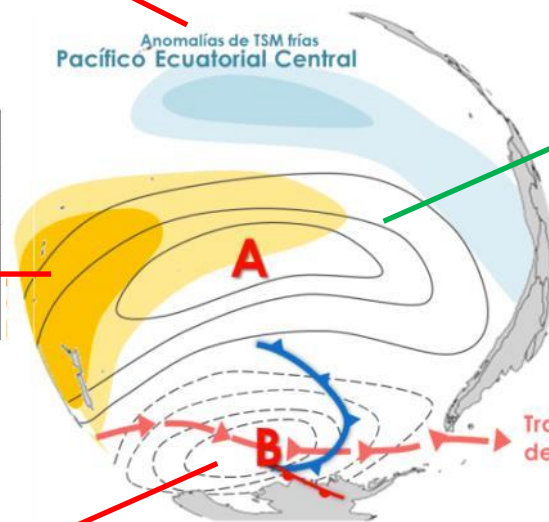 Anomalías de TSM frías
Pacífico Ecuatorial Central
A
B
Tra
de